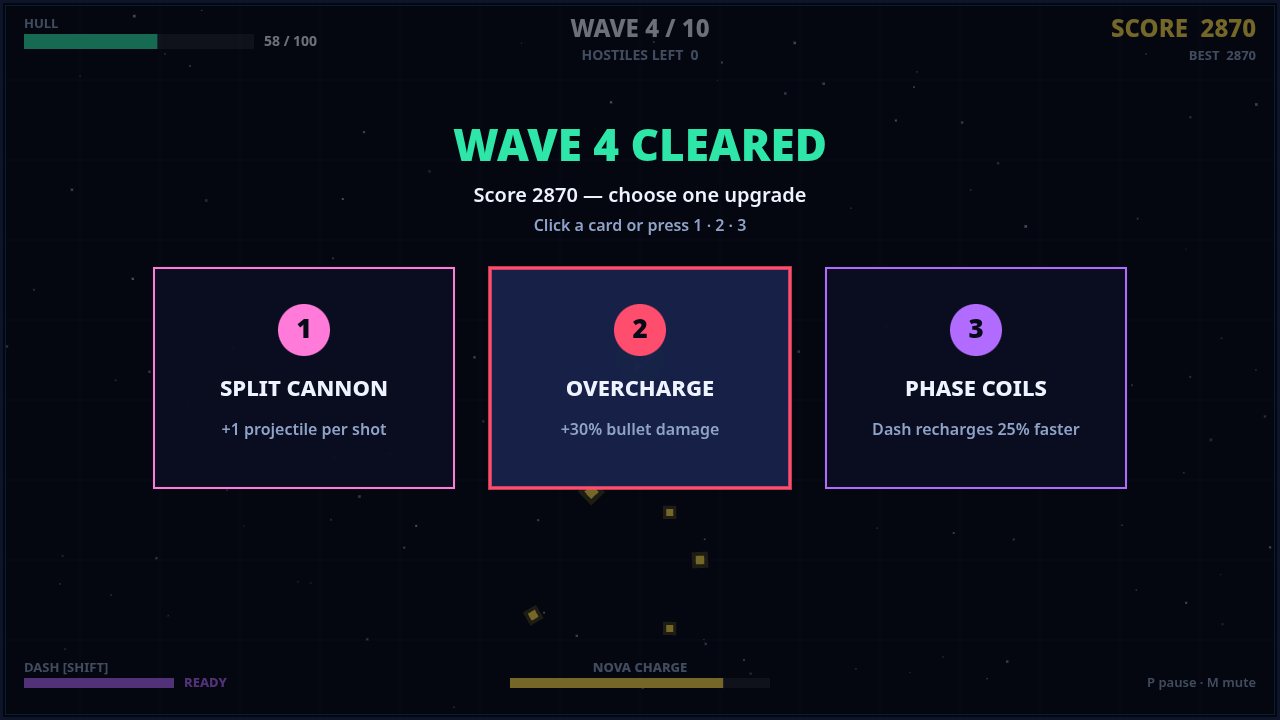 HULL
58 / 100
WAVE 4 / 10
HOSTILES LEFT 0
SCORE 2870
BEST 2870
WAVE 4 CLEARED
Score 2870 — choose one upgrade
Click a card or press 1 · 2 · 3
1
SPLIT CANNON
+1 projectile per shot
2
OVERCHARGE
+30% bullet damage
3
PHASE COILS
Dash recharges 25% faster
DASH [SHIFT]
READY
NOVA CHARGE
P pause · M mute